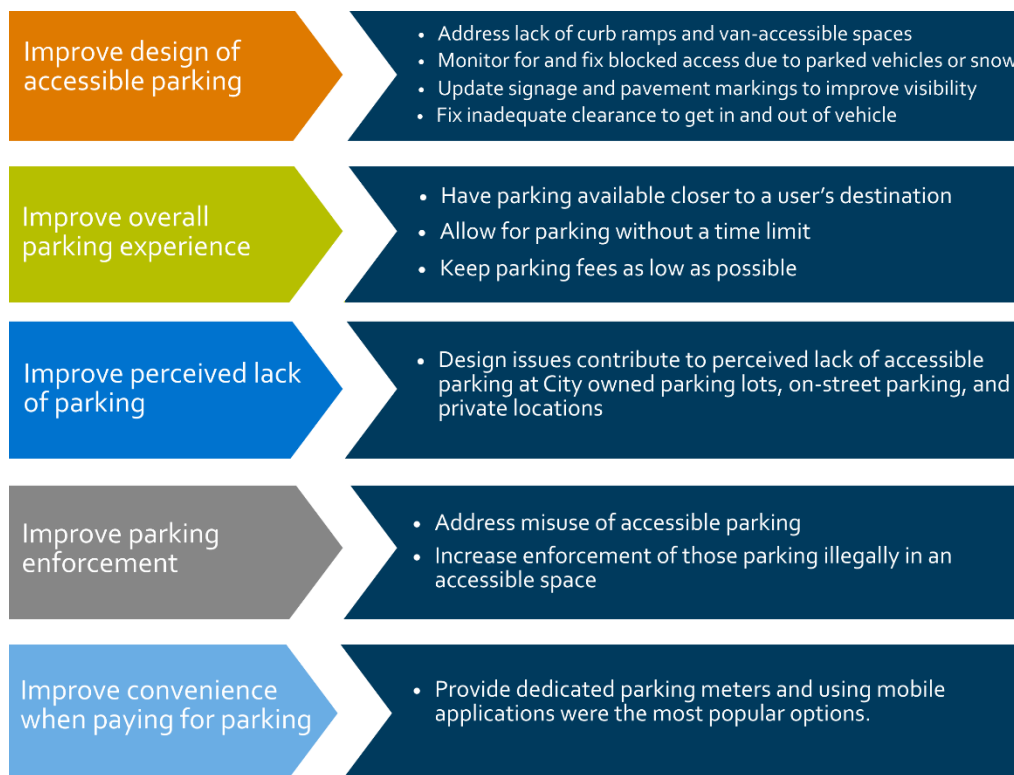 Improve design of
accessible parking
• Address lack of curb ramps and van-accessible spaces
• Monitor for and fix blocked access due to parked vehicles or snow
• Update signage and pavement markings to improve visibility
• Fix inadequate clearance to get in and out of vehicle
Improve overall
parking experience
• Have parking available closer to a user's destination
• Allow for parking without a time limit
• Keep parking fees as low as possible
Improve perceived lack
of parking
• Design issues contribute to perceived lack of accessible
parking at City owned parking lots, on-street parking, and
private locations
Improve parking
enforcement
• Address misuse of accessible parking
• Increase enforcement of those parking illegally in an
accessible space
Improve convenience
when paying for parking
• Provide dedicated parking meters and using mobile
applications were the most popular options.